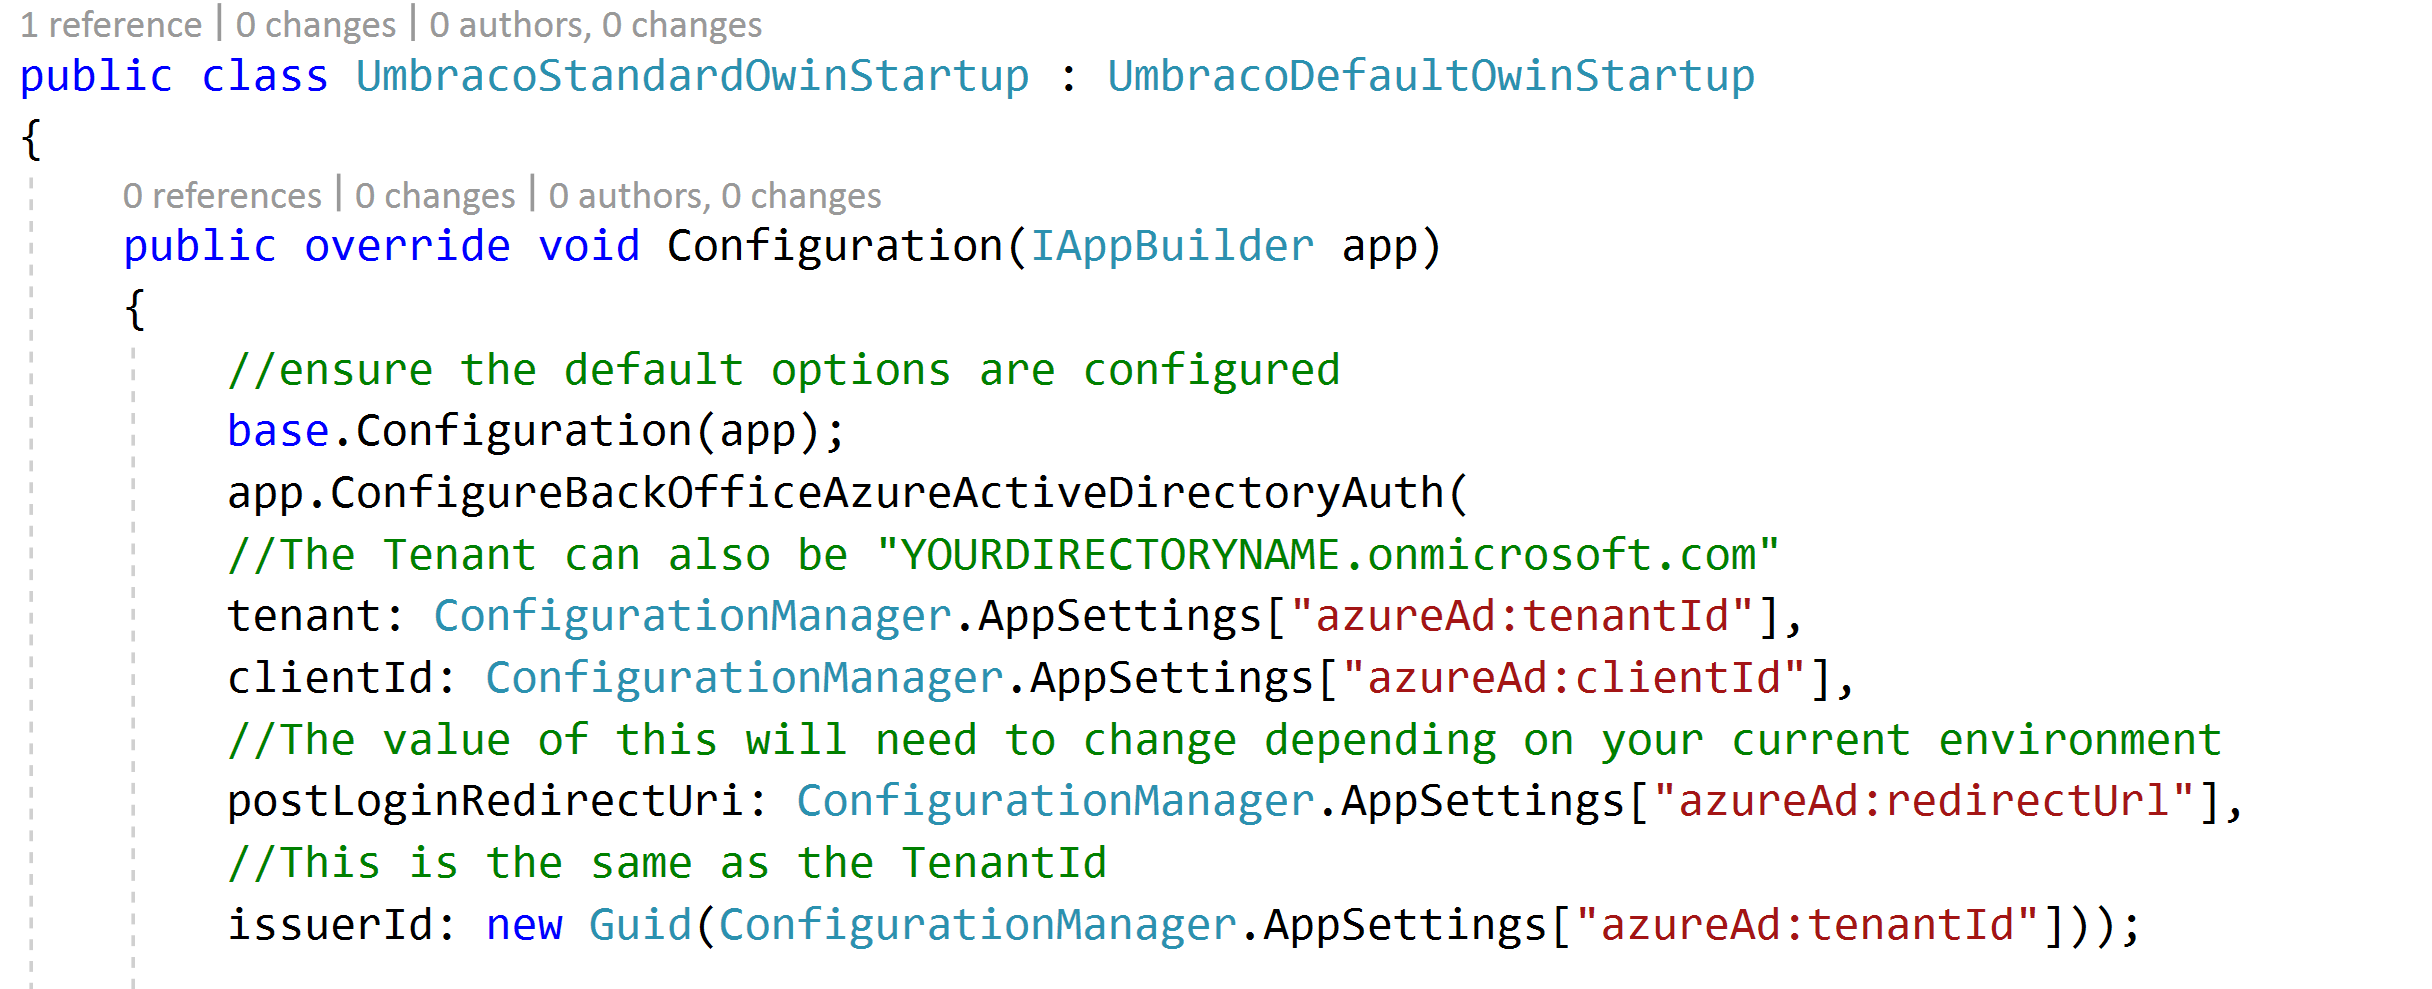 1 reference | 0 changes | 0 authors, 0 changes
public class UmbracoStandardOwinStartup : UmbracoDefaultOwinStartup
{
0 references | 0 changes | 0 authors, 0 changes
public override void Configuration(IAppBuilder app)
{
//ensure the default options are configured
base.Configuration(app);
app.ConfigureBackOfficeAzureActiveDirectoryAuth(
//The Tenant can also be "YOURDIRECTORYNAME.onmicrosoft.com"
tenant: ConfigurationManager.AppSettings["azureAd:tenantId"],
clientId: ConfigurationManager.AppSettings["azureAd:clientId"],
//The value of this will need to change depending on your current environment
postLoginRedirectUri: ConfigurationManager.AppSettings["azureAd:redirectUrl"],
//This is the same as the TenantId
issuerId: new Guid(ConfigurationManager.AppSettings["azureAd:tenantId"]));